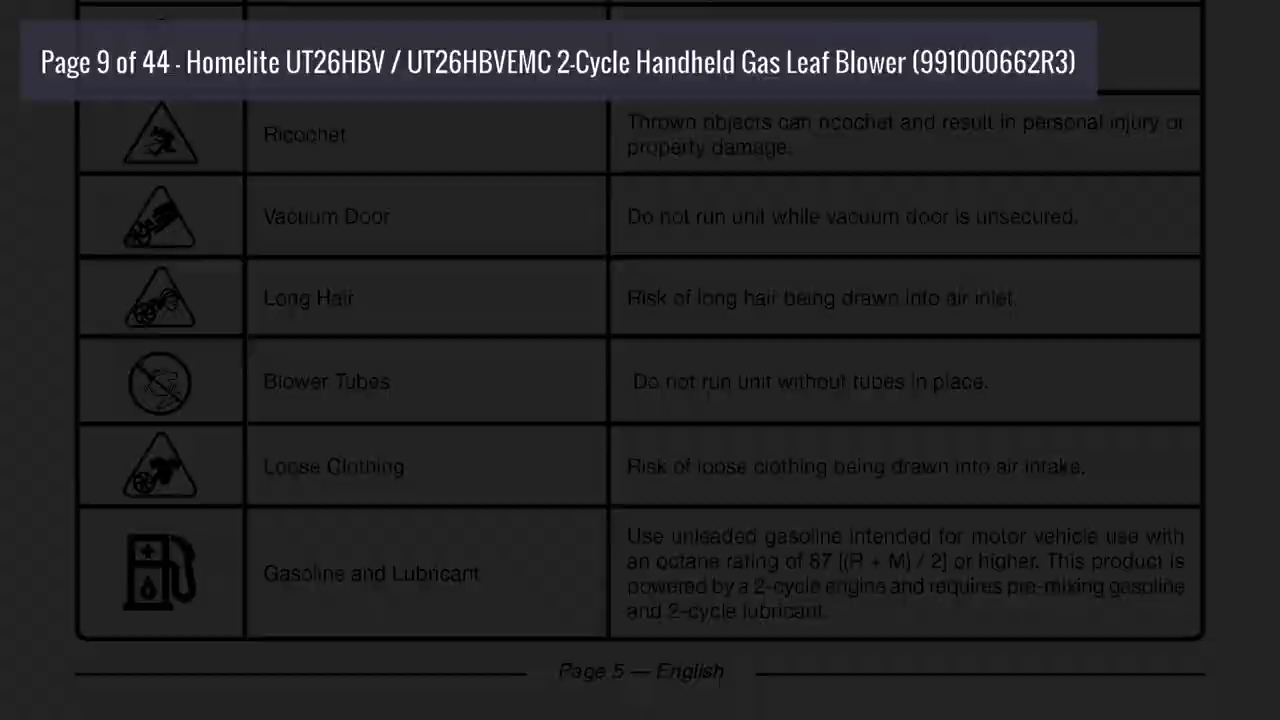 Page 9 of 44 - Homelite UT26HBV / UT26HBVEMC 2-Cycle Handheld Gas Leaf Blower (991000662R3)
Ricochet
Thrown objects can ricochet and result in personal injury or
property damage.
Vacuum Door
Do not run unit while vacuum door is unsecured.
Long Hair
Risk of long hair being drawn into air inlet.
Blower Tubes
Do not run unit without tubes in place.
Loose Clothing
Risk of loose clothing being drawn into air intake.
Gasoline and Lubricant
Use unleaded gasoline intended for motor vehicle use with
an octane rating of 87 [(R + M) / 2] or higher. This product is
powered by a 2-cycle engine and requires pre-mixing gasoline
and 2-cycle lubricant.
Page 5 — English